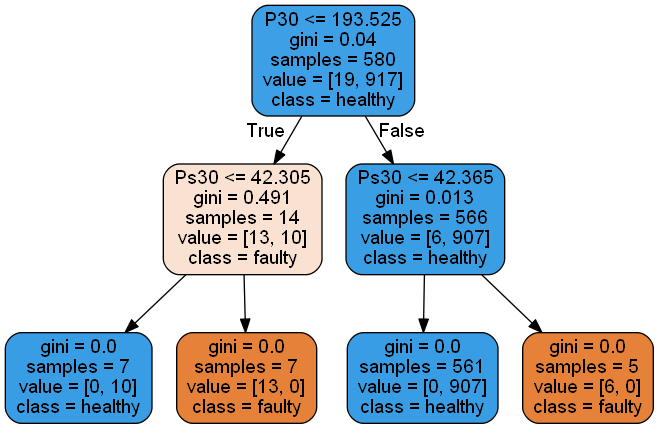 P30 <= 193.525
gini = 0.04
samples = 580
value = [19, 917]
class = healthy
True
False
Ps30 <= 42.305
gini = 0.491
samples = 14
value = [13, 10]
class = faulty
Ps30 <= 42.365
gini = 0.013
samples = 566
value = [6, 907]
class = healthy
gini = 0.0
samples = 7
value = [0, 10]
class = healthy
gini = 0.0
samples = 7
value = [13, 0]
class = faulty
gini = 0.0
samples = 561
value = [0, 907]
class = healthy
gini = 0.0
samples = 5
value = [6, 0]
class = faulty